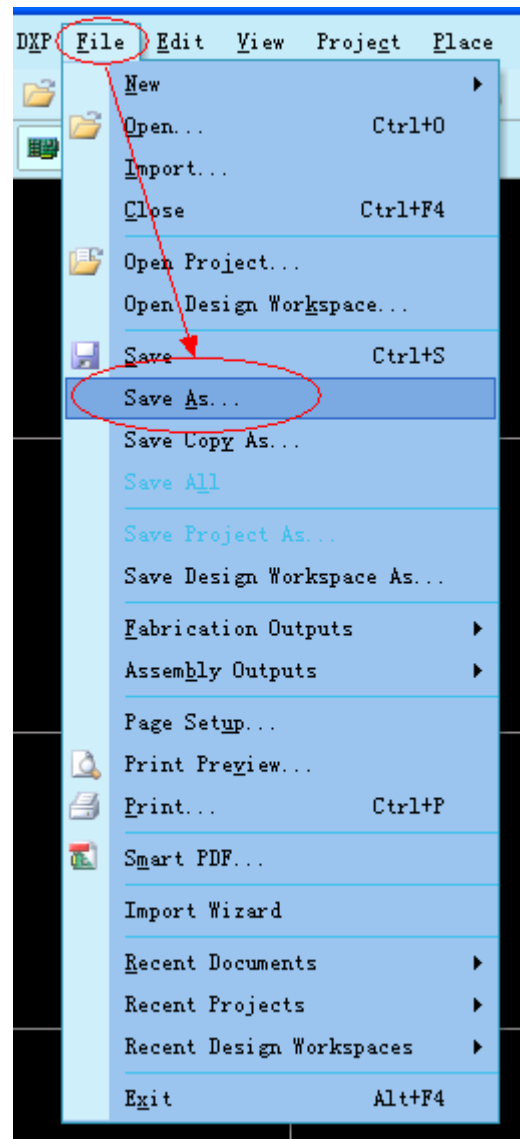 DXP File Edit View Project Place
New
Open... Ctrl+O
Import...
Close Ctrl+F4
Open Project...
Open Design Workspace...
Save Ctrl+S
Save As...
Save Copy As...
Save All
Save Project As...
Save Design Workspace As...
Fabrication Outputs
Assembly Outputs
Page Setup...
Print Preview...
Print... Ctrl+P
Smart PDF...
Import Wizard
Recent Documents
Recent Projects
Recent Design Workspaces
Exit Alt+F4